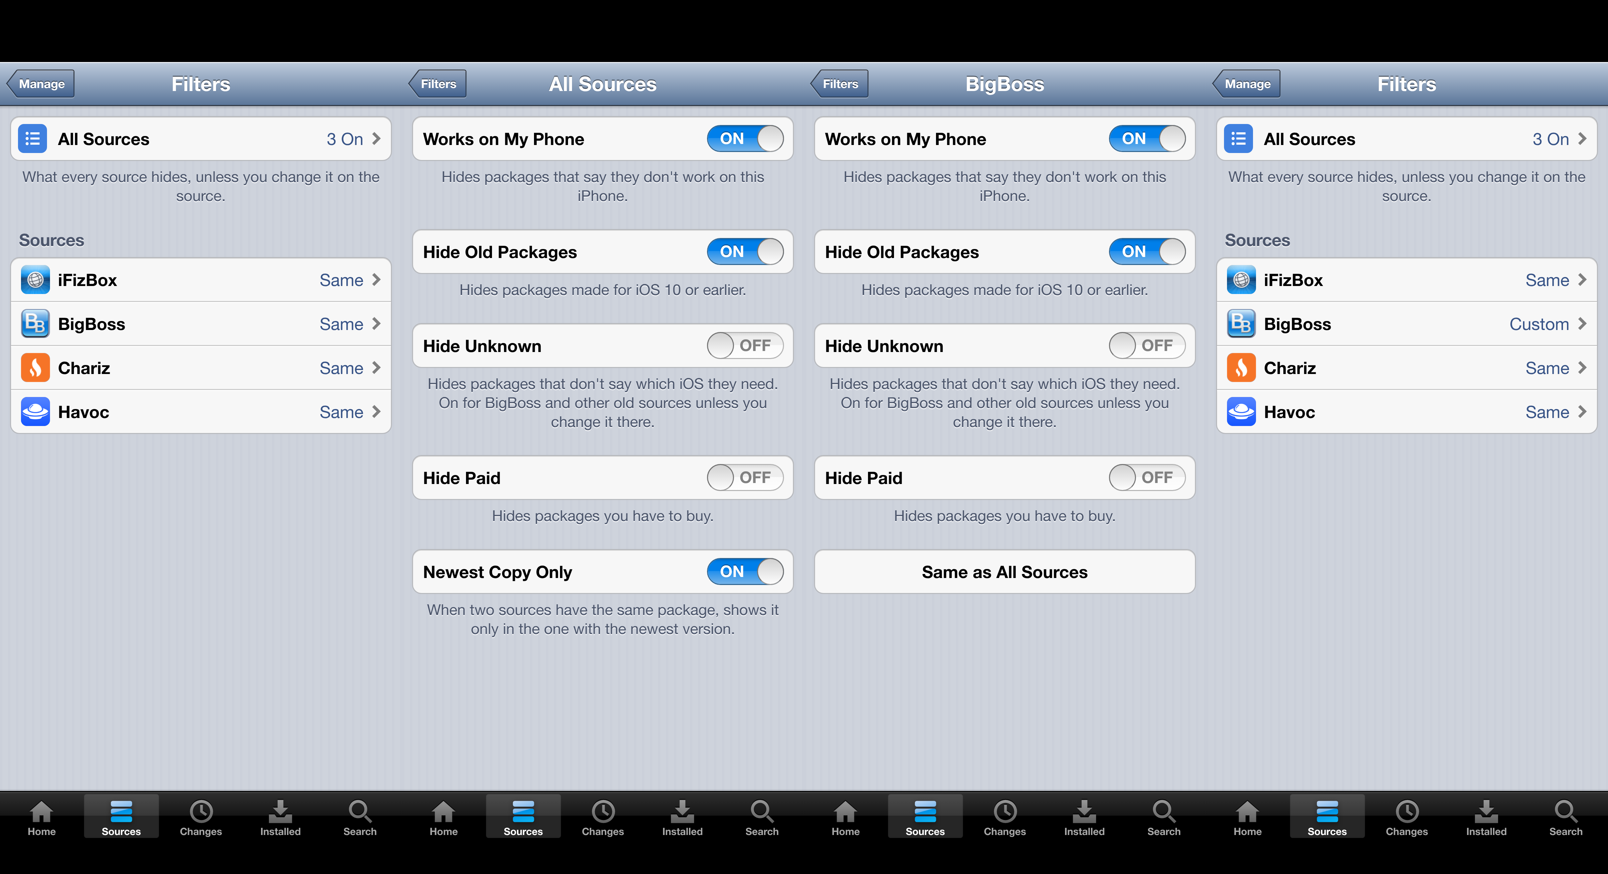 Manage
Filters
All Sources
3 On
What every source hides, unless you change it on the
source.
Sources
iFizBox
Same
BigBoss
Same
Chariz
Same
Havoc
Same
Home
Sources
Changes
Installed
Search
Filters
All Sources
Works on My Phone
ON
Hides packages that say they don't work on this
iPhone.
Hide Old Packages
ON
Hides packages made for iOS 10 or earlier.
Hide Unknown
OFF
Hides packages that don't say which iOS they need.
On for BigBoss and other old sources unless you
change it there.
Hide Paid
OFF
Hides packages you have to buy.
Newest Copy Only
ON
When two sources have the same package, shows it
only in the one with the newest version.
Home
Sources
Changes
Installed
Search
Filters
BigBoss
Works on My Phone
ON
Hides packages that say they don't work on this
iPhone.
Hide Old Packages
ON
Hides packages made for iOS 10 or earlier.
Hide Unknown
OFF
Hides packages that don't say which iOS they need.
On for BigBoss and other old sources unless you
change it there.
Hide Paid
OFF
Hides packages you have to buy.
Same as All Sources
Home
Sources
Changes
Installed
Search
Manage
Filters
All Sources
3 On
What every source hides, unless you change it on the
source.
Sources
iFizBox
Same
BB
BigBoss
Custom
Chariz
Same
Havoc
Same
Home
Sources
Changes
Installed
Search